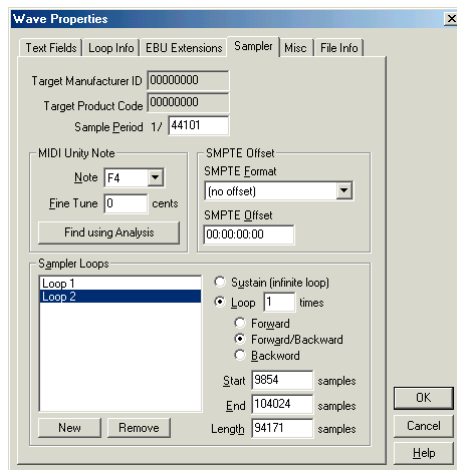 Wave Properties
Text Fields Loop Info EBU Extensions Sampler Misc File Info
Target Manufacturer ID 00000000
Target Product Code 00000000
Sample Period 1/ 44101
MIDI Unity Note
Note F4
Fine Tune 0 cents
Find using Analysis
SMPTE Offset
SMPTE Format
(no offset)
SMPTE Offset
00:00:00:00
Sampler Loops
Loop 1
Loop 2
New Remove
Sustain (infinite loop)
Loop 1 times
Forward
Forward/Backward
Backword
Start 9854 samples
End 104024 samples
Length 94171 samples
OK
Cancel
Help